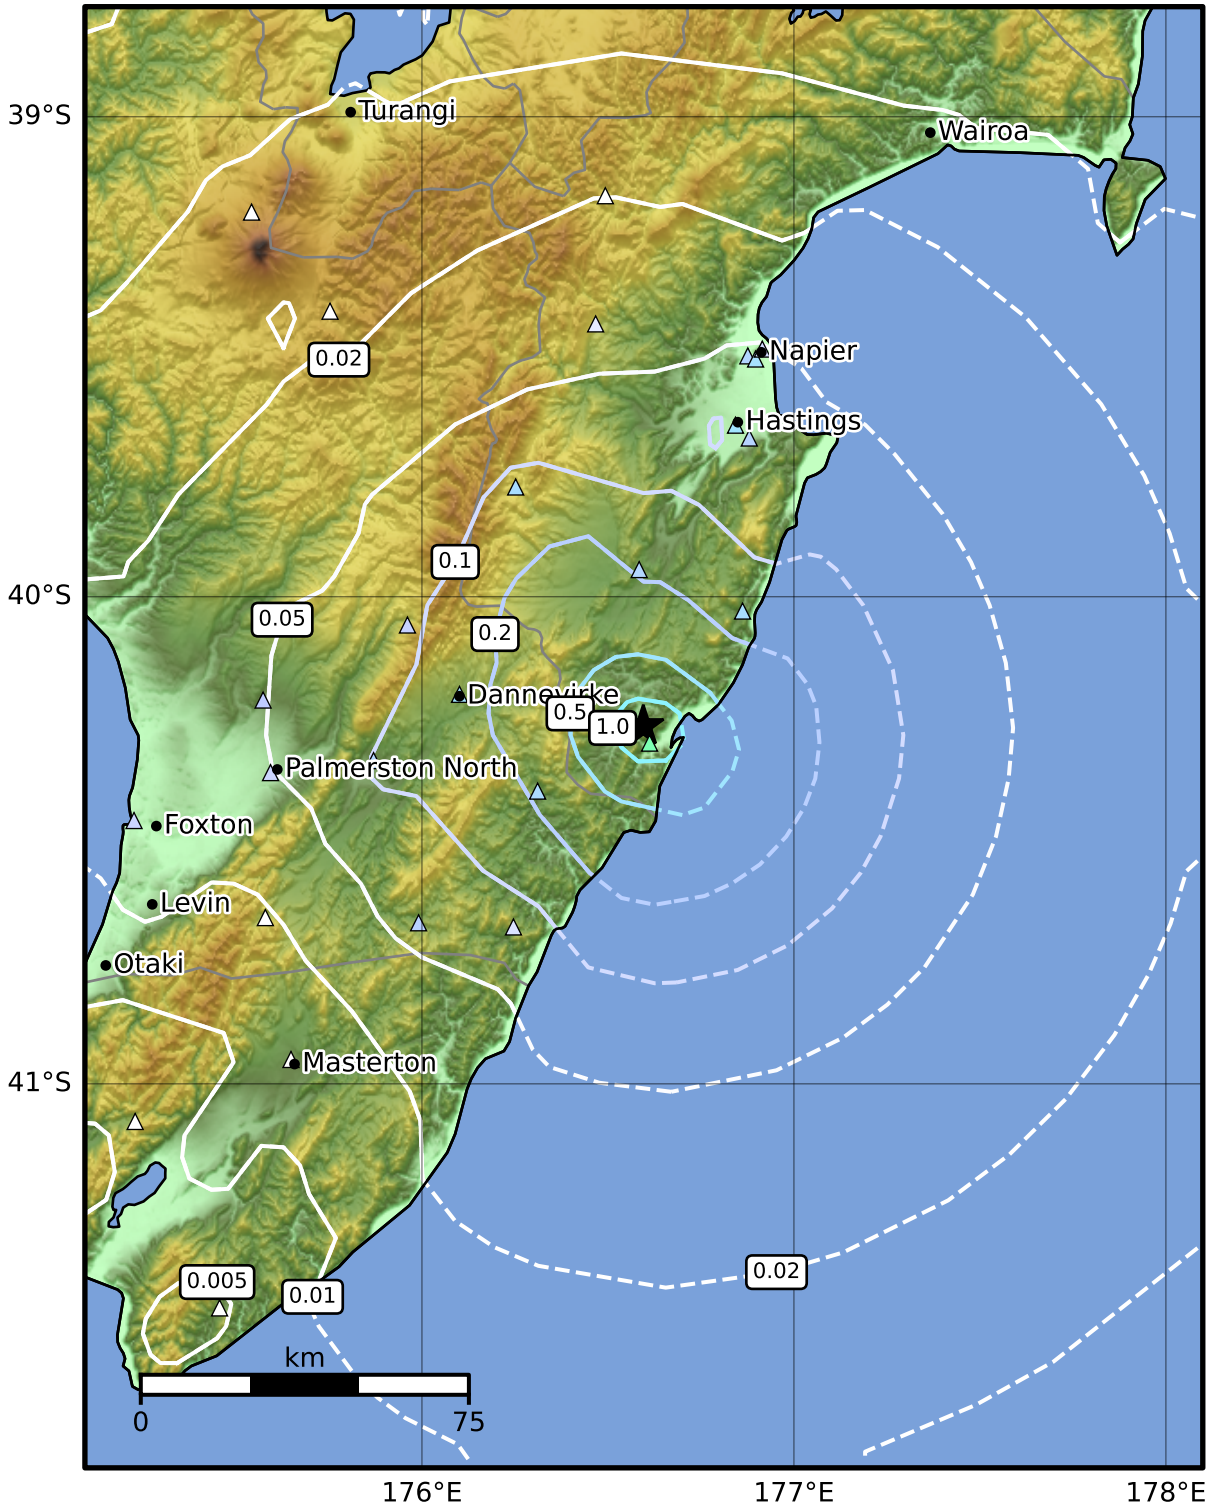 39°S
Turangi
Wairoa
0.02
Napier
Hastings
0.1
40°S
0.05
0.2
Dannevirke
0.5
1.0
Palmerston North
Foxton
Levin
Otaki
Masterton
41°S
0.02
0.005
0.01
km
0
75
176°E
177°E
178°E